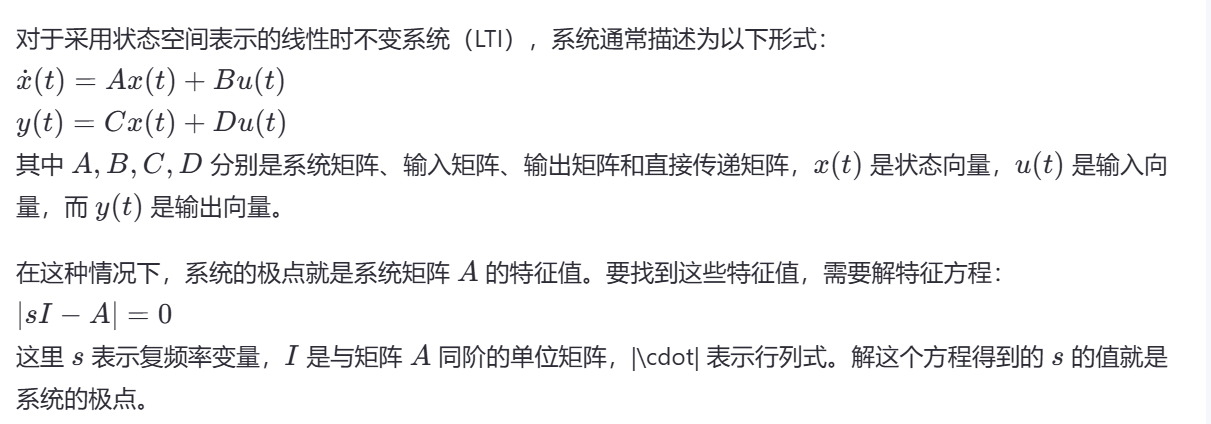 对于采用状态空间表示的线性时不变系统（LTI），系统通常描述为以下形式：
ẋ(t) = Ax(t) + Bu(t)
y(t) = Cx(t) + Du(t)
其中 A, B, C, D 分别是系统矩阵、输入矩阵、输出矩阵和直接传递矩阵，x(t) 是状态向量，u(t) 是输入向
量，而 y(t) 是输出向量。
在这种情况下，系统的极点就是系统矩阵 A 的特征值。要找到这些特征值，需要解特征方程：
|sI − A| = 0
这里 s 表示复频率变量，I 是与矩阵 A 同阶的单位矩阵，|\cdot| 表示行列式。解这个方程得到的 s 的值就是
系统的极点。